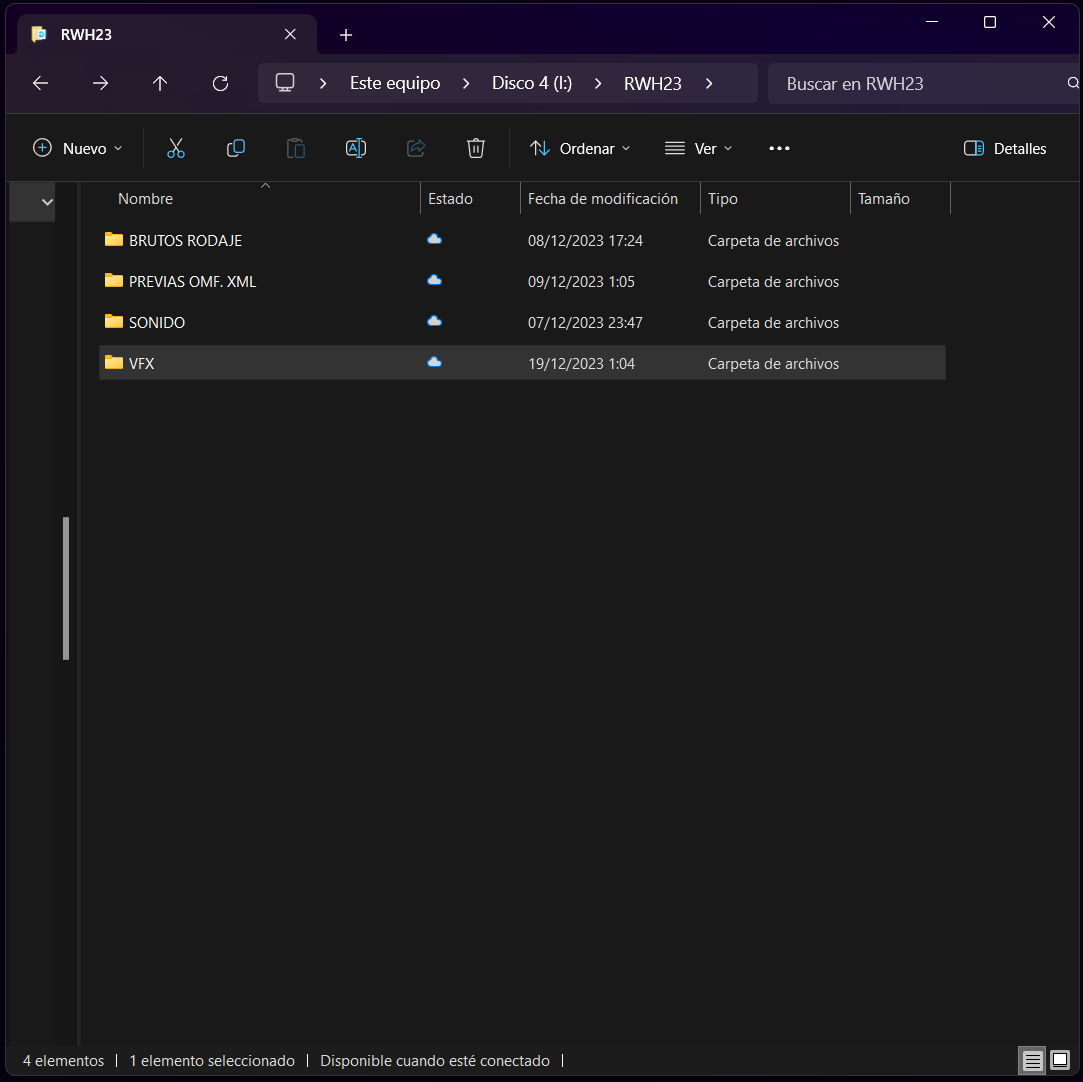 RWH23
Este equipo > Disco 4 (I:) > RWH23 >
Buscar en RWH23
Nuevo
Ordenar
Ver
Detalles
Nombre Estado Fecha de modificación Tipo Tamaño
BRUTOS RODAJE 08/12/2023 17:24 Carpeta de archivos
PREVIAS OMF. XML 09/12/2023 1:05 Carpeta de archivos
SONIDO 07/12/2023 23:47 Carpeta de archivos
VFX 19/12/2023 1:04 Carpeta de archivos
4 elementos | 1 elemento seleccionado | Disponible cuando esté conectado |